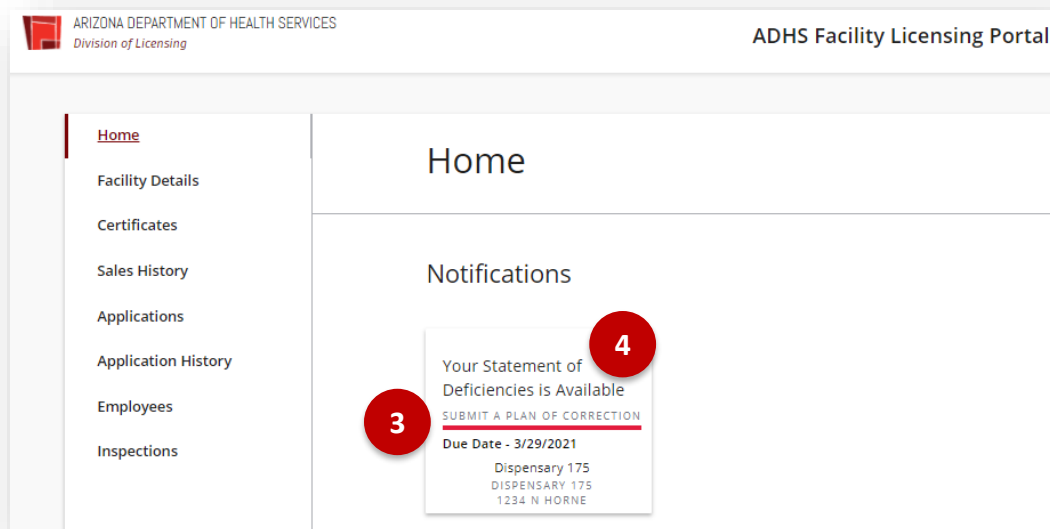 ARIZONA DEPARTMENT OF HEALTH SERVICES
Division of Licensing
ADHS Facility Licensing Portal
Home
Facility Details
Certificates
Sales History
Applications
Application History
Employees
Inspections
Home
Notifications
4
Your Statement of
Deficiencies is Available
3
SUBMIT A PLAN OF CORRECTION
Due Date - 3/29/2021
Dispensary 175
DISPENSARY 175
1234 N HORNE